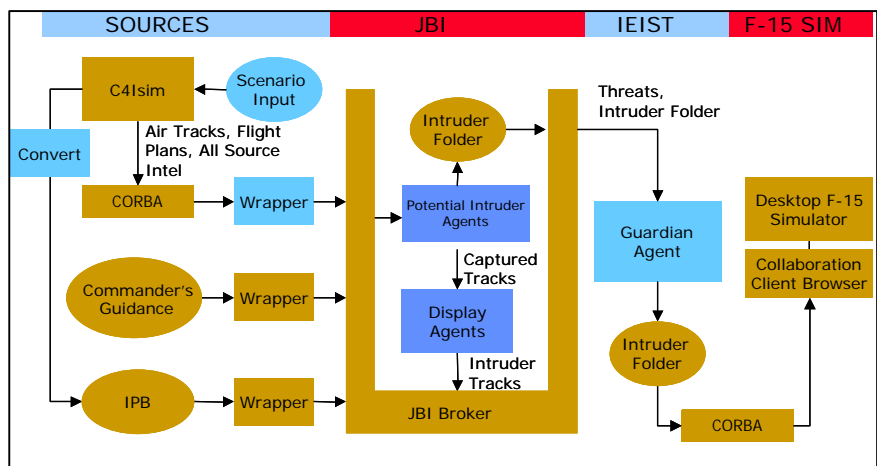 SOURCES
JBI
IEIST
F-15 SIM
C4Isim
Scenario
Input
Convert
Air Tracks, Flight
Plans, All Source
Intel
CORBA
Wrapper
Commander's
Guidance
Wrapper
IPB
Wrapper
Intruder
Folder
Potential Intruder
Agents
Captured
Tracks
Display
Agents
Intruder
Tracks
JBI Broker
Threats,
Intruder Folder
Guardian
Agent
Intruder
Folder
CORBA
Desktop F-15
Simulator
Collaboration
Client Browser